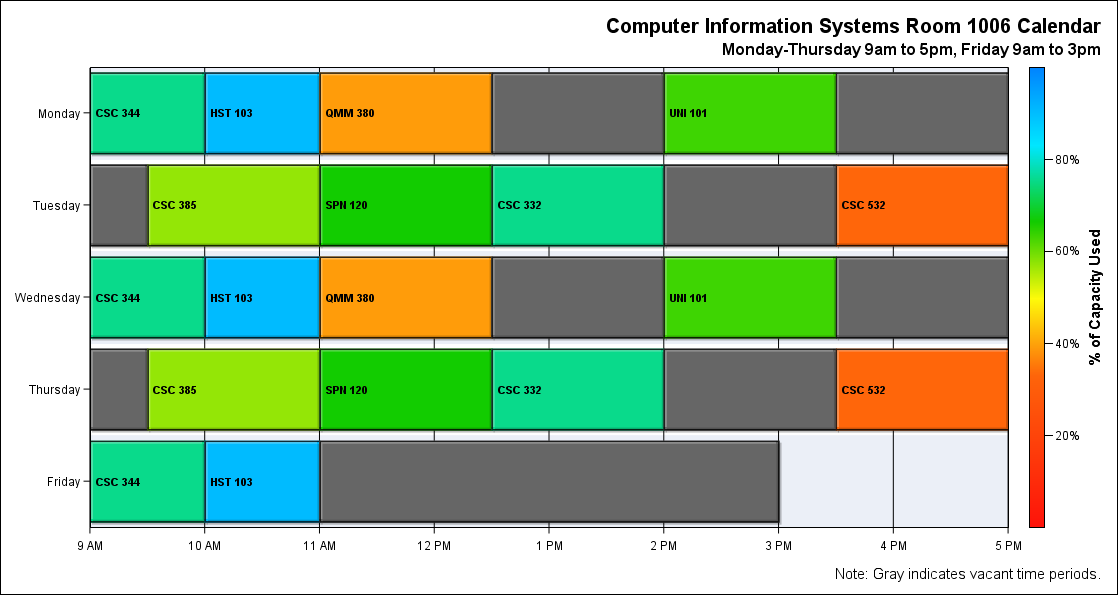 Computer Information Systems Room 1006 Calendar
Monday-Thursday 9am to 5pm, Friday 9am to 3pm
Monday CSC 344 HST 103 QMM 380 UNI 101
Tuesday CSC 385 SPN 120 CSC 332 CSC 532
Wednesday CSC 344 HST 103 QMM 380 UNI 101
Thursday CSC 385 SPN 120 CSC 332 CSC 532
Friday CSC 344 HST 103
9 AM 10 AM 11 AM 12 PM 1 PM 2 PM 3 PM 4 PM 5 PM
80%
60%
40%
20%
% of Capacity Used
Note: Gray indicates vacant time periods.